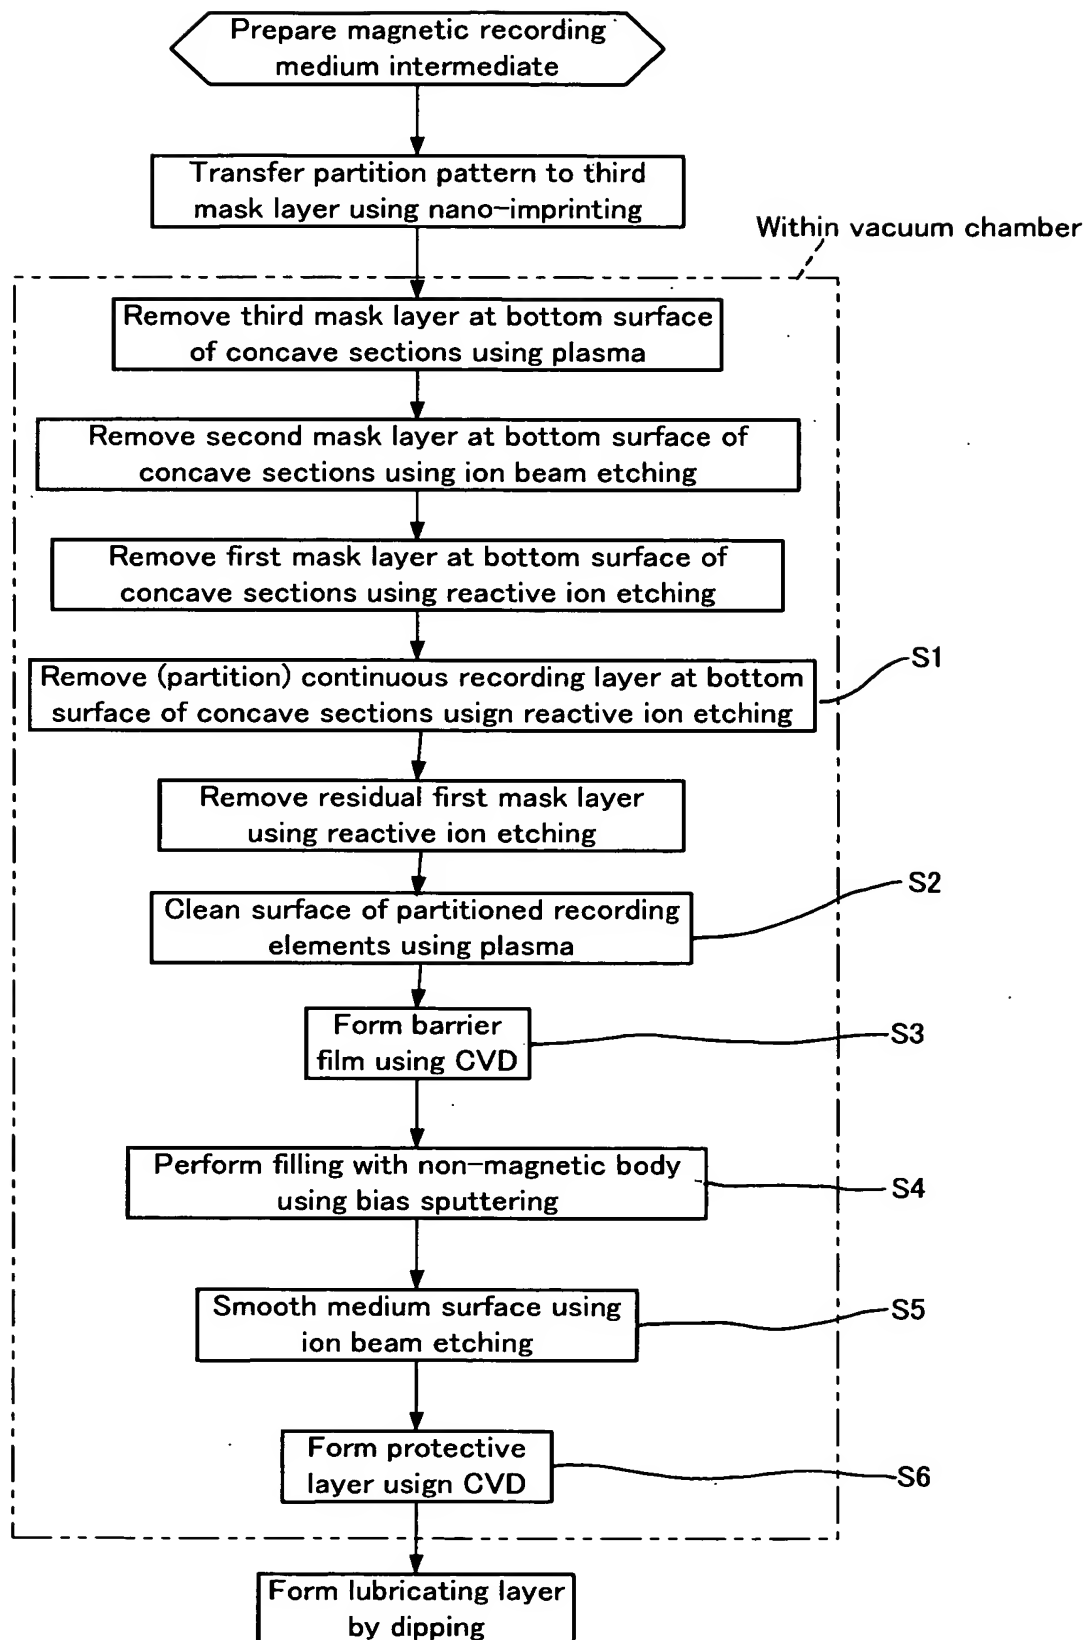 Prepare magnetic recording
medium intermediate
Transfer partition pattern to third
mask layer using nano-imprinting
Within vacuum chamber
Remove third mask layer at bottom surface
of concave sections using plasma
Remove second mask layer at bottom surface of
concave sections using ion beam etching
Remove first mask layer at bottom surface of
concave sections using reactive ion etching
Remove (partition) continuous recording layer at bottom
surface of concave sections usign reactive ion etching
S1
Remove residual first mask layer
using reactive ion etching
Clean surface of partitioned recording
elements using plasma
S2
Form barrier
film using CVD
S3
Perform filling with non-magnetic body
using bias sputtering
S4
Smooth medium surface using
ion beam etching
S5
Form protective
layer usign CVD
S6
Form lubricating layer
by dipping